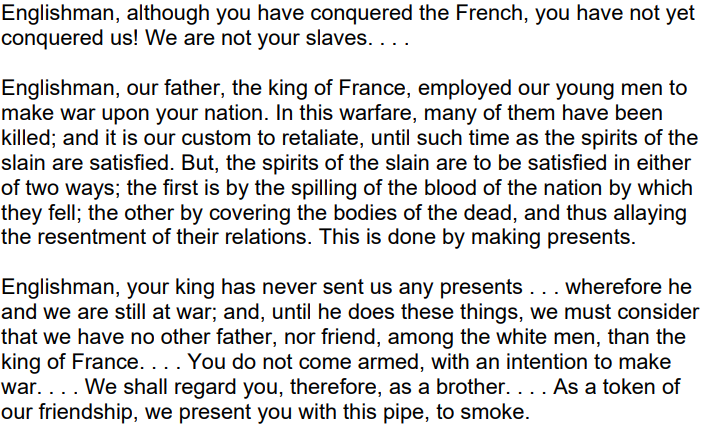 Englishman, although you have conquered the French, you have not yet
conquered us! We are not your slaves. . . .
Englishman, our father, the king of France, employed our young men to
make war upon your nation. In this warfare, many of them have been
killed; and it is our custom to retaliate, until such time as the spirits of the
slain are satisfied. But, the spirits of the slain are to be satisfied in either
of two ways; the first is by the spilling of the blood of the nation by which
they fell; the other by covering the bodies of the dead, and thus allaying
the resentment of their relations. This is done by making presents.
Englishman, your king has never sent us any presents . . . wherefore he
and we are still at war; and, until he does these things, we must consider
that we have no other father, nor friend, among the white men, than the
king of France. . . . You do not come armed, with an intention to make
war. . . . We shall regard you, therefore, as a brother. . . . As a token of
our friendship, we present you with this pipe, to smoke.